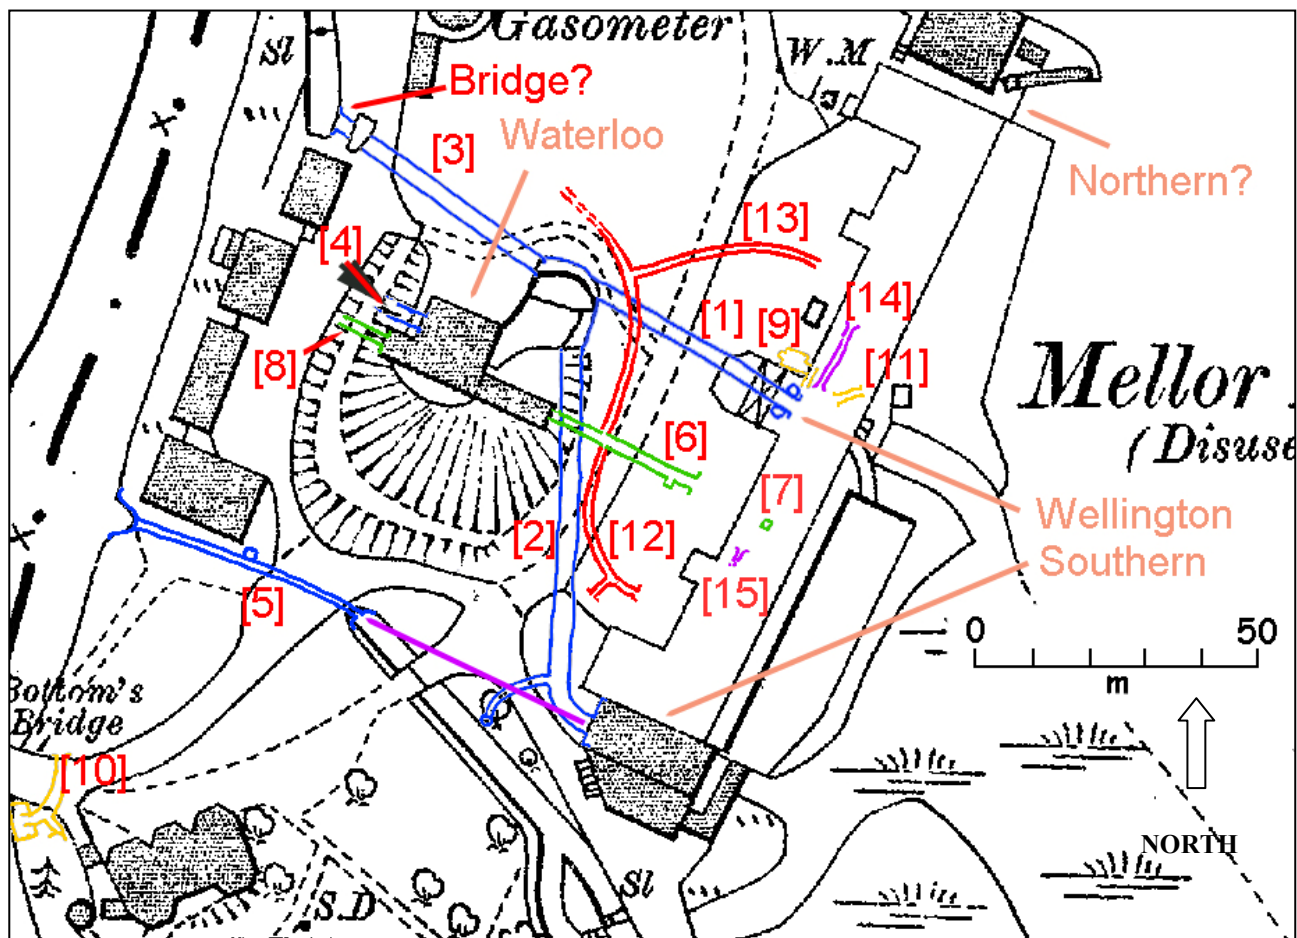 Gasometer
Sl
W.M
Bridge?
Waterloo
[3]
Northern?
[13]
[4]
[14]
[1]
[9]
[8]
[11]
Mellor
(Disuse
[6]
[7]
Wellington
[2]
[12]
Southern
[5]
[15]
0 50
m
Bottom's
Bridge
[10]
NORTH
Sl
S.D